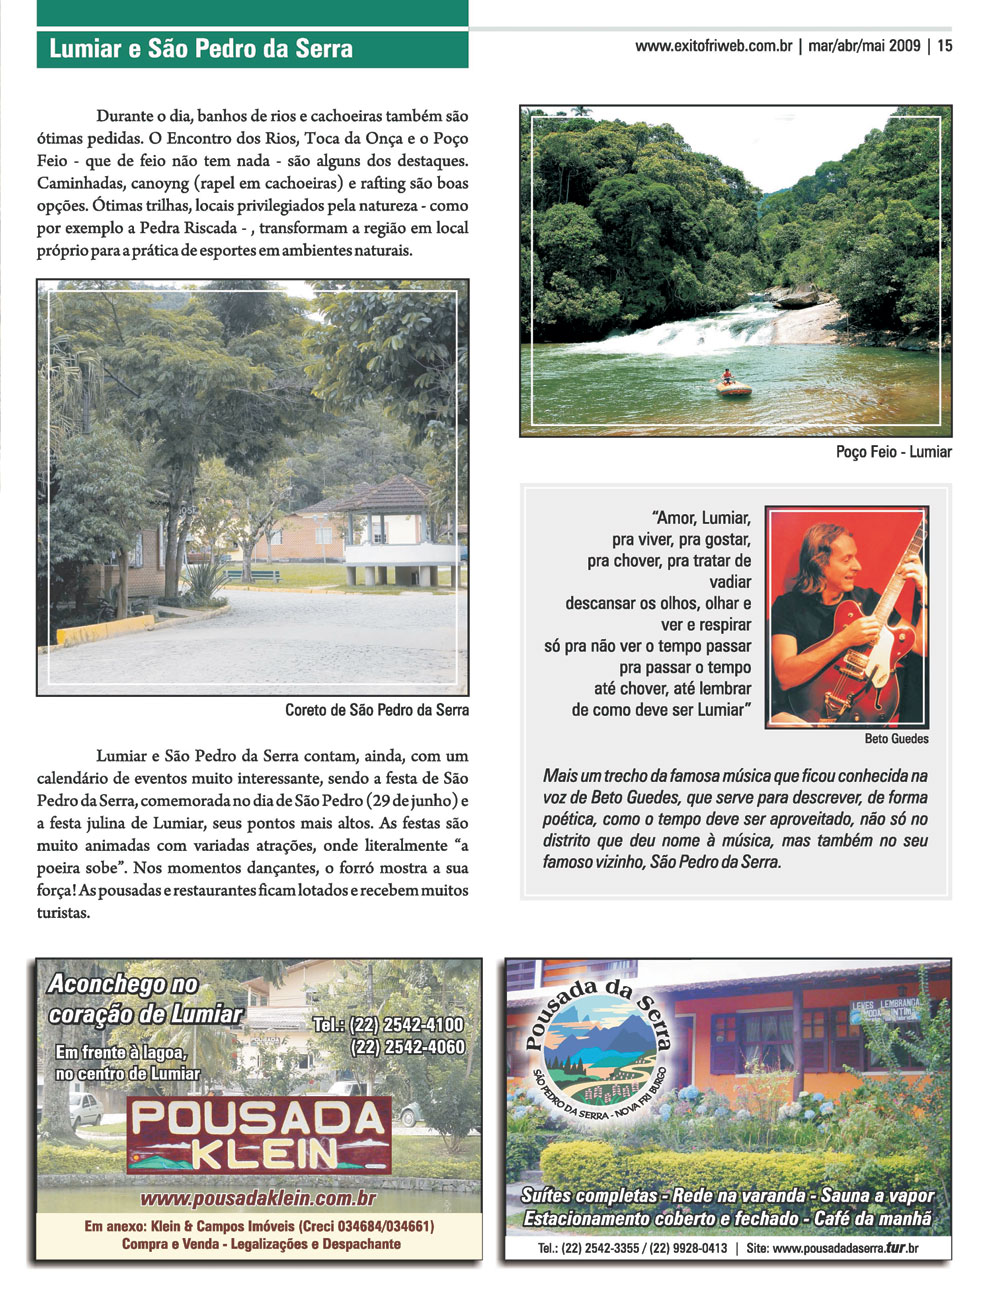 Lumiar e São Pedro da Serra
www.exitofriweb.com.br | mar/abr/mai 2009 | 15
Durante o dia, banhos de rios e cachoeiras também são
ótimas pedidas. O Encontro dos Rios, Toca da Onça e o Poço
Feio - que de feio não tem nada - são alguns dos destaques.
Caminhadas, canoyng (rapel em cachoeiras) e rafting são boas
opções. Ótimas trilhas, locais privilegiados pela natureza - como
por exemplo a Pedra Riscada - , transformam a região em local
próprio para a prática de esportes em ambientes naturais.
Coreto de São Pedro da Serra
Lumiar e São Pedro da Serra contam, ainda, com um
calendário de eventos muito interessante, sendo a festa de São
Pedro da Serra, comemorada no dia de São Pedro (29 de junho) e
a festa julina de Lumiar, seus pontos mais altos. As festas são
muito animadas com variadas atrações, onde literalmente “a
poeira sobe”. Nos momentos dançantes, o forró mostra a sua
força! As pousadas e restaurantes ficam lotados e recebem muitos
turistas.
Poço Feio - Lumiar
“Amor, Lumiar,
pra viver, pra gostar,
pra chover, pra tratar de
vadiar
descansar os olhos, olhar e
ver e respirar
só pra não ver o tempo passar
pra passar o tempo
até chover, até lembrar
de como deve ser Lumiar”
Beto Guedes
Mais um trecho da famosa música que ficou conhecida na
voz de Beto Guedes, que serve para descrever, de forma
poética, como o tempo deve ser aproveitado, não só no
distrito que deu nome à música, mas também no seu
famoso vizinho, São Pedro da Serra.
Aconchego no
coração de Lumiar
Tel.: (22) 2542-4100
(22) 2542-4060
Em frente à lagoa,
no centro de Lumiar
POUSADA
KLEIN
www.pousadaklein.com.br
Em anexo: Klein & Campos Imóveis (Creci 034684/034661)
Compra e Venda - Legalizações e Despachante
Pousada da Serra
SÃO PEDRO DA SERRA - NOVA FRIBURGO
LEVES LEMBRANÇA
MODA INTIM
Suítes completas - Rede na varanda - Sauna a vapor
Estacionamento coberto e fechado - Café da manhã
Tel.: (22) 2542-3355 / (22) 9928-0413 | Site: www.pousadadaserra.tur.br